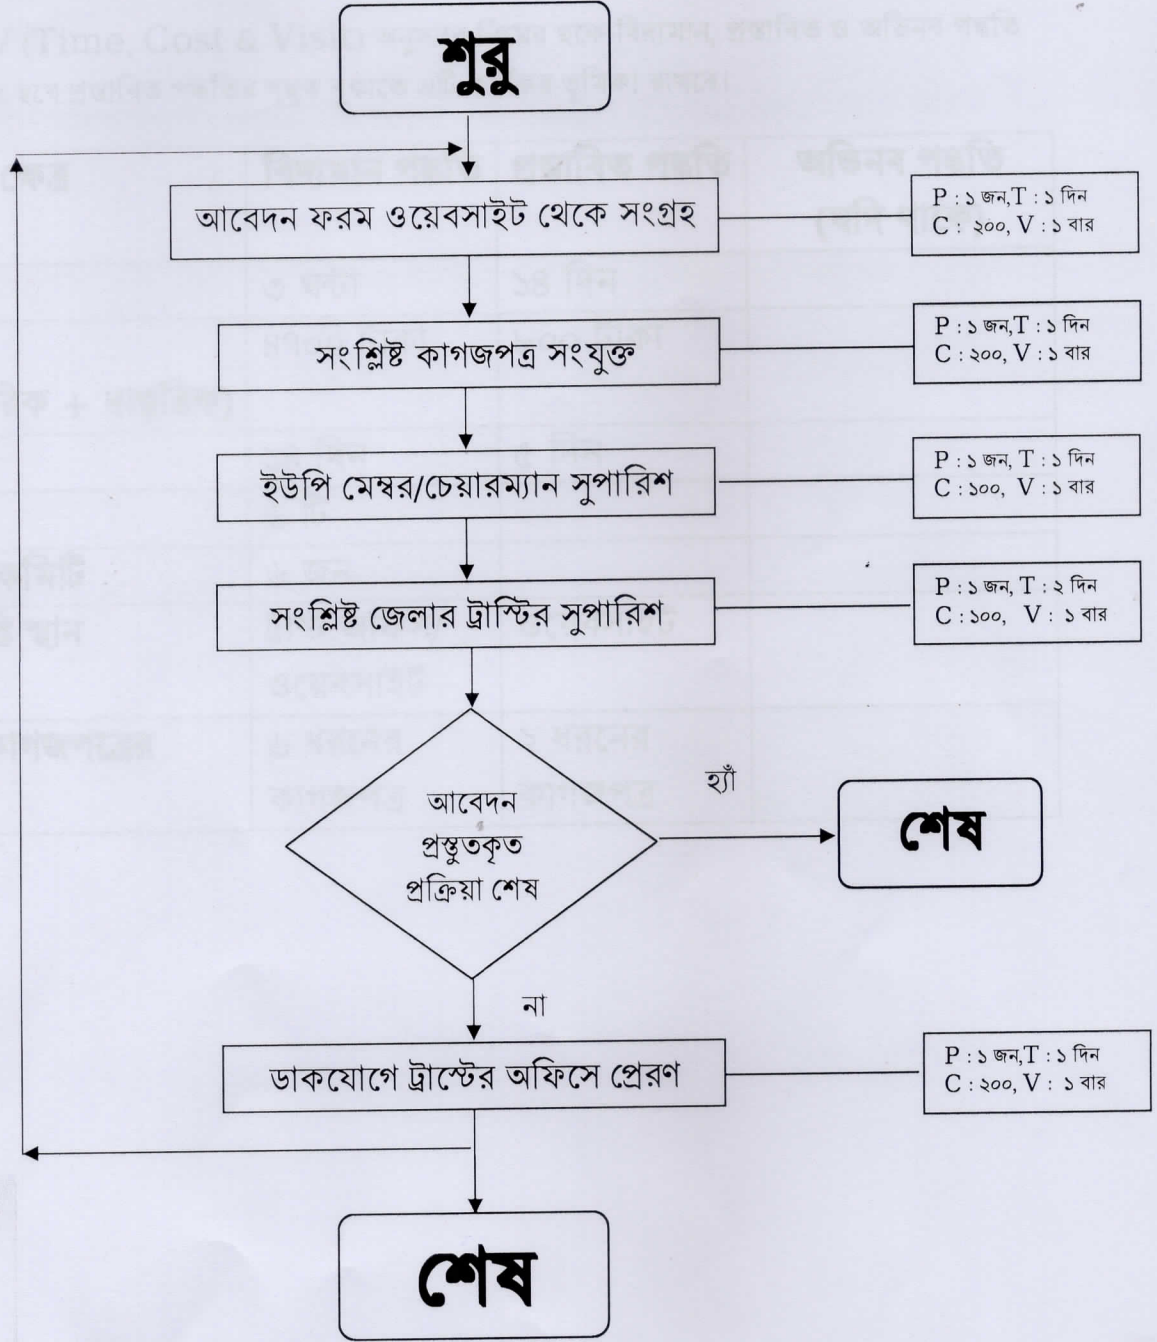 শুরু
আবেদন ফরম ওয়েবসাইট থেকে সংগ্রহ
P : ১ জন,T : ১ দিন
C : ২০০, V : ১ বার
সংশ্লিষ্ট কাগজপত্র সংযুক্ত
P : ১ জন,T : ১ দিন
C : ২০০, V : ১ বার
ইউপি মেম্বর/চেয়ারম্যান সুপারিশ
P : ১ জন, T : ১ দিন
C : ১০০, V : ১ বার
সংশ্লিষ্ট জেলার ট্রাস্টির সুপারিশ
P : ১ জন, T : ২ দিন
C : ১০০, V : ১ বার
আবেদন
প্রস্তুতকৃত
প্রক্রিয়া শেষ
হ্যাঁ
শেষ
না
ডাকযোগে ট্রাস্টের অফিসে প্রেরণ
P : ১ জন,T : ১ দিন
C : ২০০, V : ১ বার
শেষ